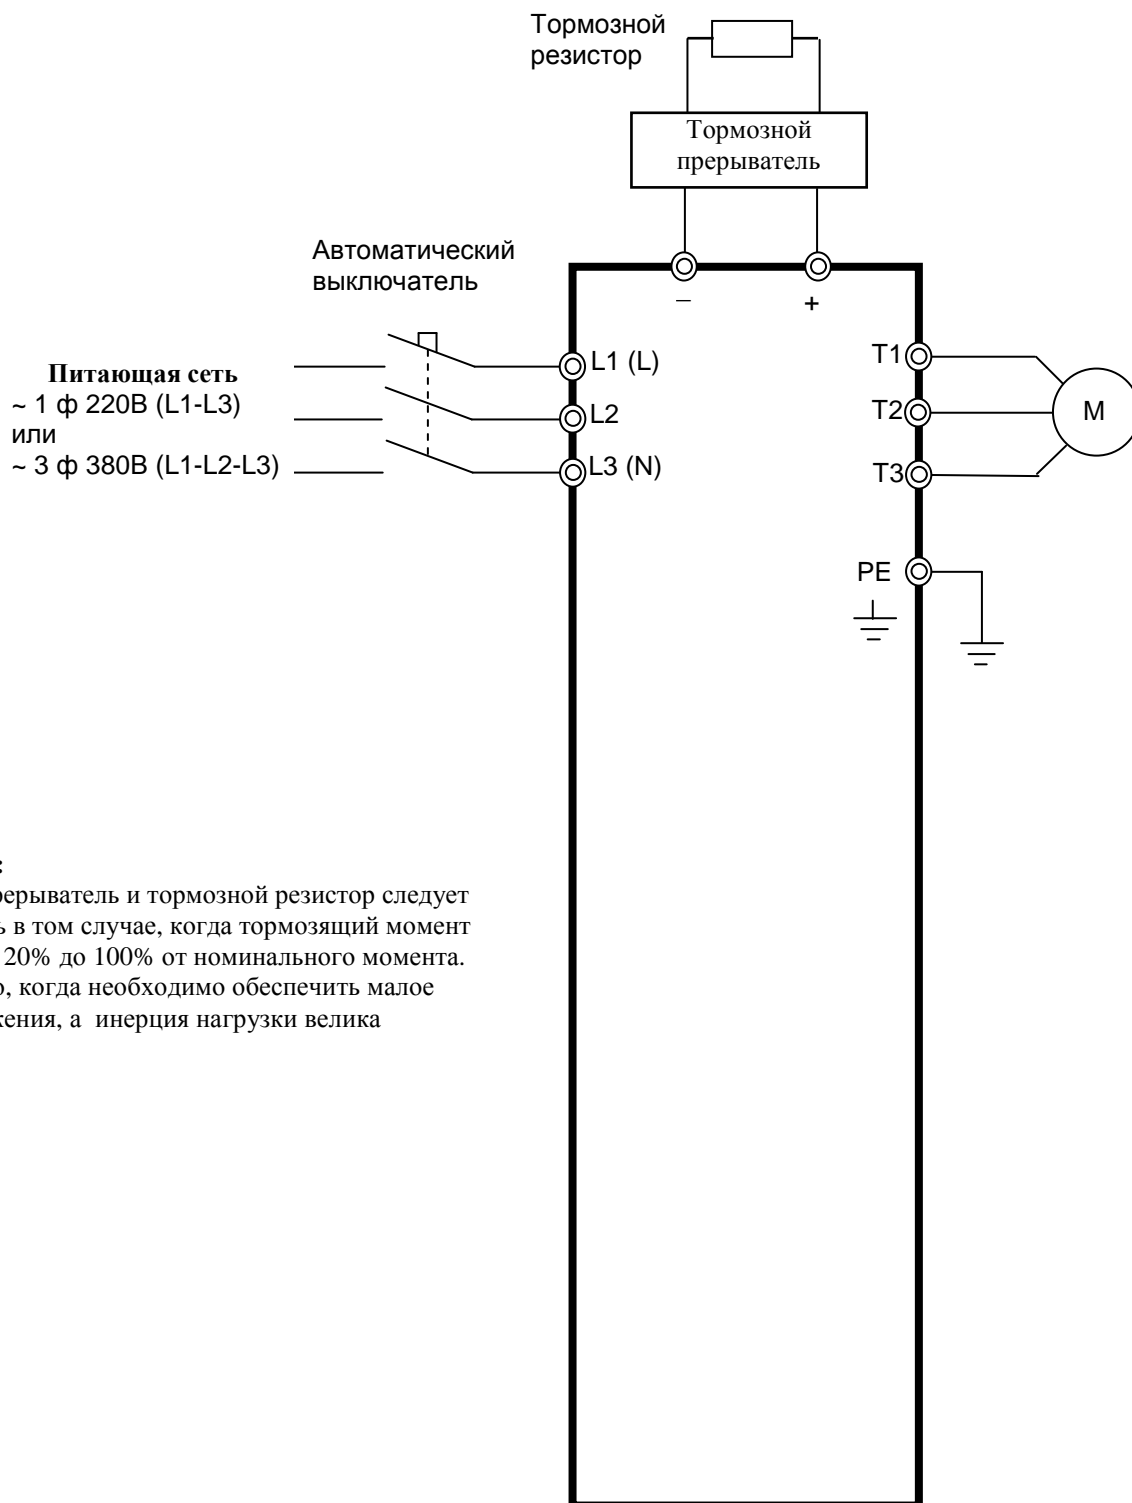 Тормозной
резистор
Тормозной
прерыватель
Автоматический
выключатель
– +
Питающая сеть
~ 1 ф 220В (L1-L3)
или
~ 3 ф 380В (L1-L2-L3)
L1 (L)
L2
L3 (N)
T1
T2
T3
M
PE
:
ерыватель и тормозной резистор следует
ь в том случае, когда тормозящий момент
20% до 100% от номинального момента.
о, когда необходимо обеспечить малое
жения, а инерция нагрузки велика